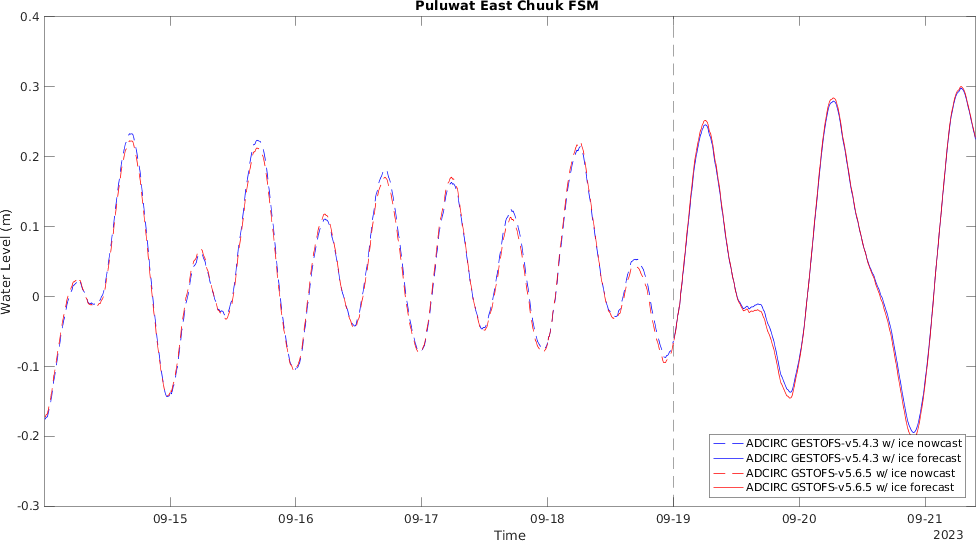 Puluwat East Chuuk FSM
0.4
0.3
0.2
0.1
0
-0.1
-0.2
-0.3
Water Level (m)
09-15 09-16 09-17 09-18 09-19 09-20 09-21
Time
2023
ADCIRC GESTOFS-v5.4.3 w/ ice nowcast
ADCIRC GESTOFS-v5.4.3 w/ ice forecast
ADCIRC GSTOFS-v5.6.5 w/ ice nowcast
ADCIRC GSTOFS-v5.6.5 w/ ice forecast